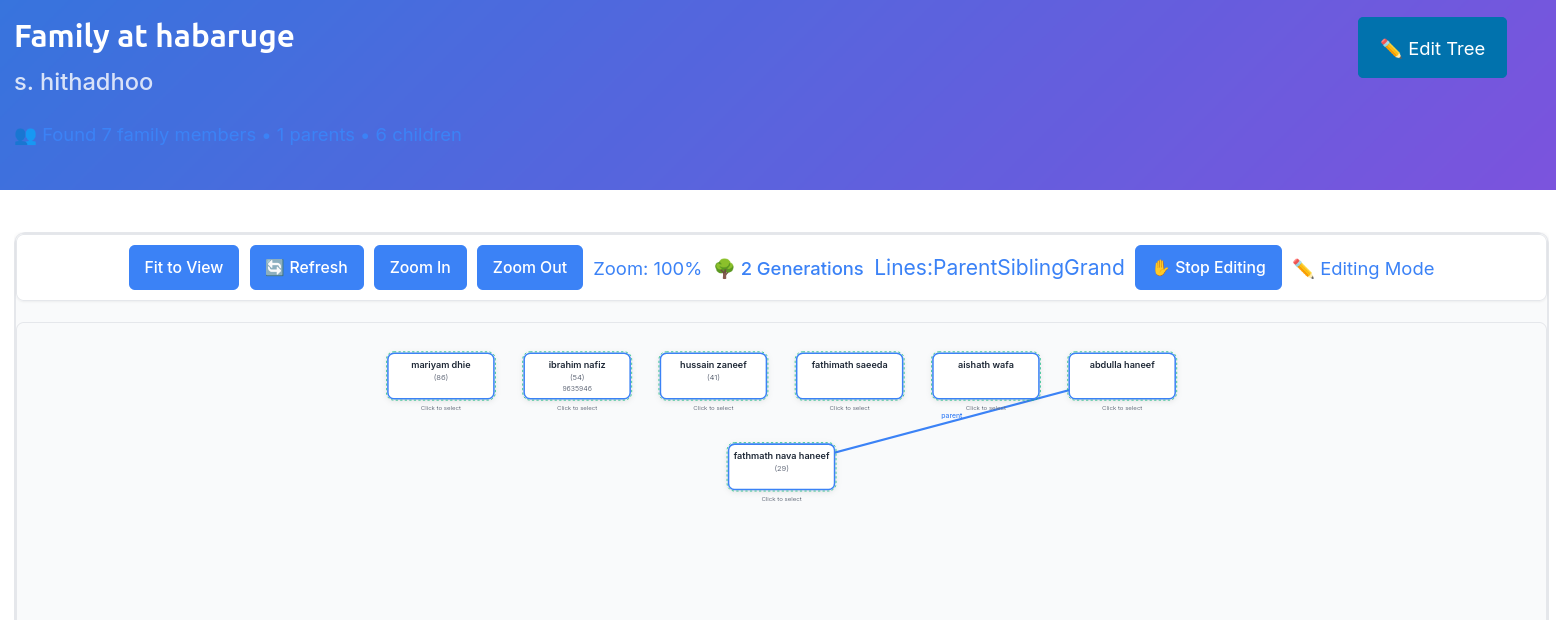 Family at habaruge
✏️ Edit Tree
s. hithadhoo
👥 Found 7 family members • 1 parents • 6 children
Fit to View 🔄 Refresh Zoom In Zoom Out Zoom: 100% 🌳 2 Generations Lines:ParentSiblingGrand ✋ Stop Editing ✏️ Editing Mode
mariyam dhie
(86)
Click to select
ibrahim nafiz
(54)
9635946
Click to select
hussain zaneef
(41)
Click to select
fathimath saeeda
Click to select
aishath wafa
Click to select
abdulla haneef
Click to select
parent
fathmath nava haneef
(29)
Click to select